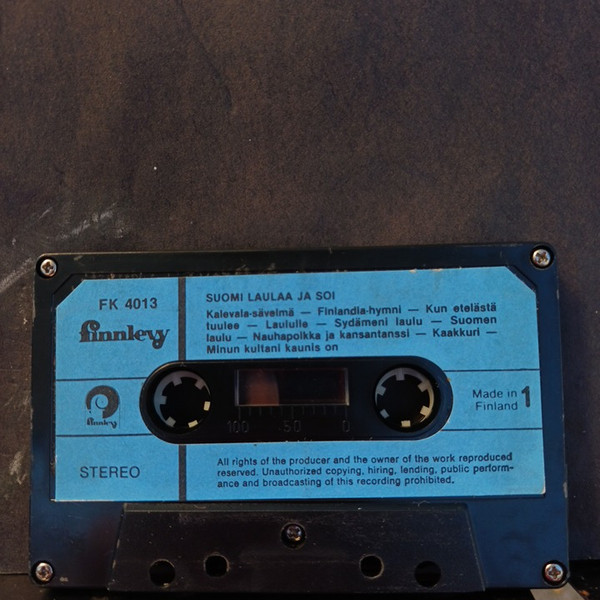 FK 4013
finnlevy
SUOMI LAULAA JA SOI
Kalevala-sävelmä — Finlandia-hymni — Kun etelästä
tuulee — Laululle — Sydämeni laulu — Suomen
laulu — Nauhapoikka ja kansantanssi — Kaakkuri —
Minun kultani kaunis on
finnlevy
Made in
Finland
1
100 50 0
STEREO
All rights of the producer and the owner of the work reproduced
reserved. Unauthorized copying, hiring, lending, public perform-
ance and broadcasting of this recording prohibited.